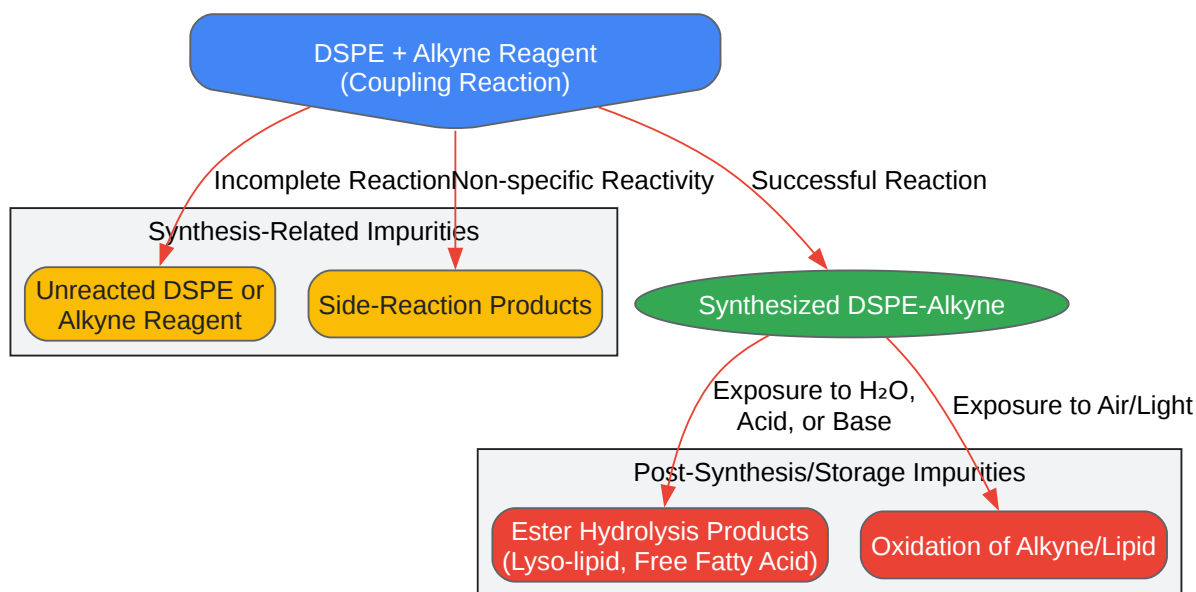 DSPE + Alkyne Reagent
(Coupling Reaction)
Incomplete Reaction
Non-specific Reactivity
Successful Reaction
Synthesis-Related Impurities
Unreacted DSPE or
Alkyne Reagent
Side-Reaction Products
Synthesized DSPE-Alkyne
Exposure to H₂O,
Acid, or Base
Exposure to Air/Light
Post-Synthesis/Storage Impurities
Ester Hydrolysis Products
(Lyso-lipid, Free Fatty Acid)
Oxidation of Alkyne/Lipid